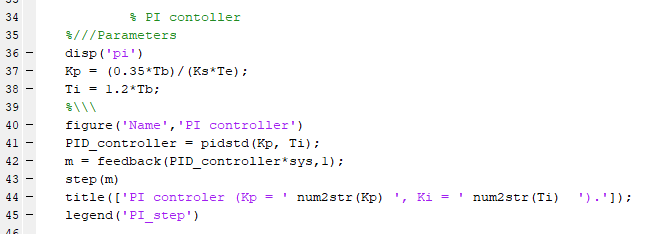 34 % PI contoller
35 %///Parameters
36 – disp('pi')
37 – Kp = (0.35*Tb)/(Ks*Te);
38 – Ti = 1.2*Tb;
39 %\\\
40 – figure('Name','PI controller')
41 – PID_controller = pidstd(Kp, Ti);
42 – m = feedback(PID_controller*sys,1);
43 – step(m)
44 – title(['PI controler (Kp = ' num2str(Kp) ', Ki = ' num2str(Ti)  ').']);
45 – legend('PI_step')